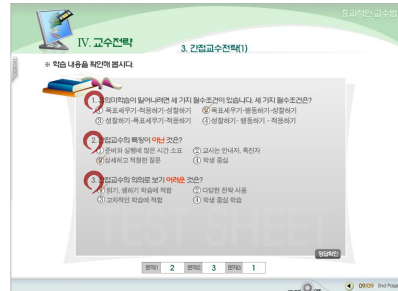 효과적인 교수법
IV. 교수전략
3. 간접교수전략(1)
※ 학습 내용을 확인해 봅시다.
1. 유의미학습이 일어나려면 세 가지 필수조건이 있습니다. 세 가지 필수조건은?
① 목표세우기-적용하기-성찰하기 ② 목표세우기-행동하기-성찰하기
③ 성찰하기-목표세우기-적용하기 ④ 성찰하기- 행동하기 - 적용하기
2. 간접교수의 특징이 아닌 것은?
① 준비와 실행에 많은 시간 소요 ② 교사는 안내자, 촉진자
③ 상세하고 적절한 질문 ④ 학생 중심
3. 간접교수의 의의로 보기 어려운 것은?
① 읽기, 셈하기 학습에 적합 ② 다양한 전략 사용
③ 고차적인 학습에 적합 ④ 학생 중심 학습
TEST SHEET
정답확인
문제1 2 문제2 3 문제3 1
09/09 End Page